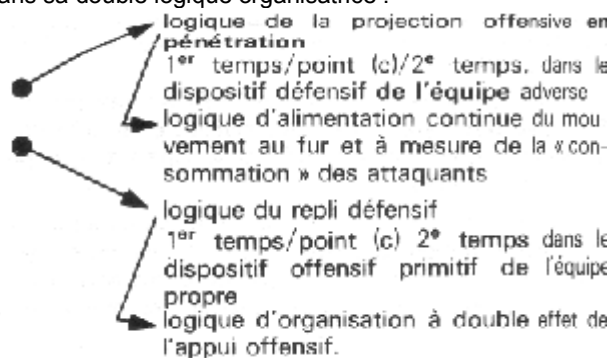 dans sa double logique organisatrice :
logique de la projection offensive en
pénétration
1er temps/point (c)/2e temps. dans le
dispositif défensif de l'équipe adverse
logique d'alimentation continue du mou
vement au fur et à mesure de la « con-
sommation » des attaquants
logique du repli défensif
1er temps/point (c) 2e temps dans le
dispositif offensif primitif de l'équipe
propre
logique d'organisation à double effet de
l'appui offensif.